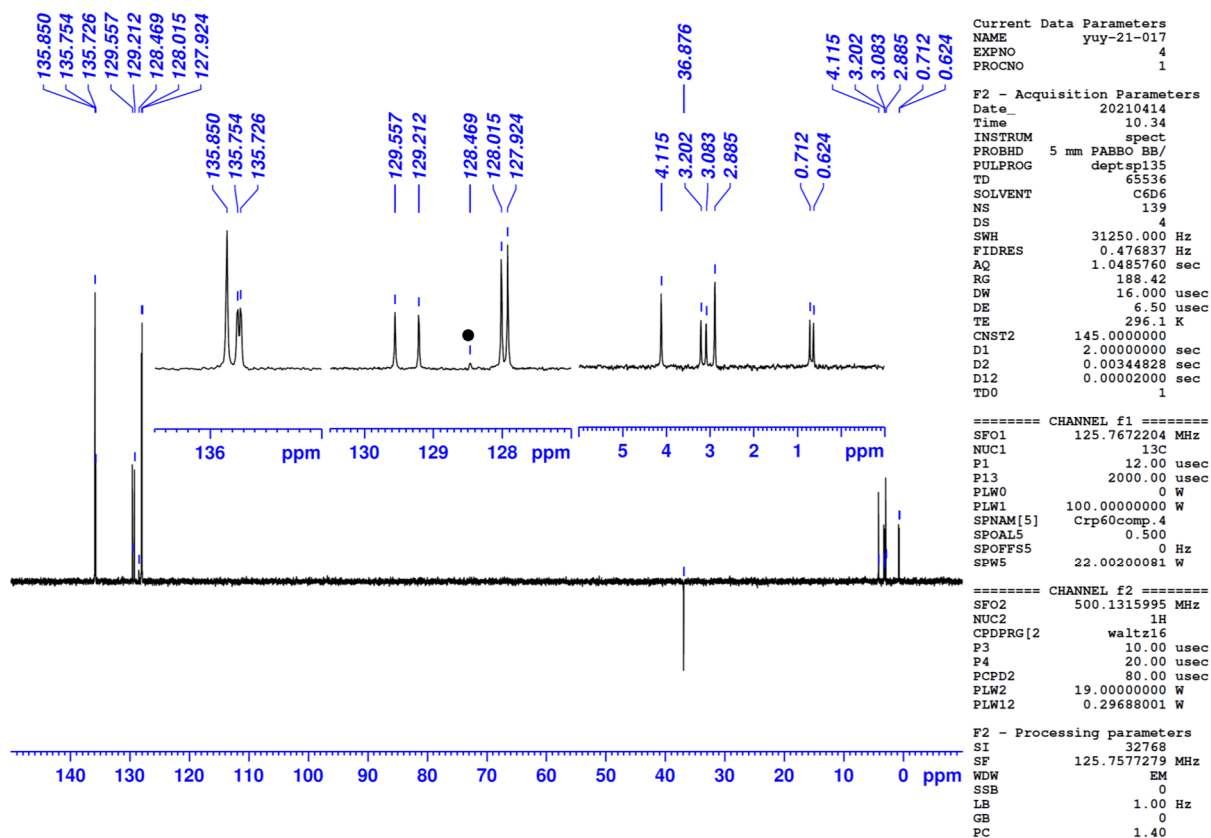 135.850
135.754
135.726
129.557
129.212
128.469
128.015
127.924
36.876
4.115
3.202
3.083
2.885
0.712
0.624
135.850
135.754
135.726
129.557
129.212
128.469
128.015
127.924
4.115
3.202
3.083
2.885
0.712
0.624
136 ppm
130 129 128 ppm
5 4 3 2 1 ppm
140 130 120 110 100 90 80 70 60 50 40 30 20 10 0 ppm
Current Data Parameters
NAME yuy-21-017
EXPNO 4
PROCNO 1
F2 - Acquisition Parameters
Date_ 20210414
Time 10.34
INSTRUM spect
PROBHD 5 mm PABBO BB/
PULPROG deptsp135
TD 65536
SOLVENT C6D6
NS 139
DS 4
SWH 31250.000 Hz
FIDRES 0.476837 Hz
AQ 1.0485760 sec
RG 188.42
DW 16.000 usec
DE 6.50 usec
TE 296.1 K
CNST2 145.0000000
D1 2.00000000 sec
D2 0.00344828 sec
D12 0.00002000 sec
TD0 1
======== CHANNEL f1 ========
SFO1 125.7672204 MHz
NUC1 13C
P1 12.00 usec
P13 2000.00 usec
PLW0 0 W
PLW1 100.00000000 W
SPNAM[5] Crp60comp.4
SPOAL5 0.500
SPOFFS5 0 Hz
SPW5 22.00200081 W
======== CHANNEL f2 ========
SFO2 500.1315995 MHz
NUC2 1H
CPDPRG[2 waltz16
P3 10.00 usec
P4 20.00 usec
PCPD2 80.00 usec
PLW2 19.00000000 W
PLW12 0.29688001 W
F2 - Processing parameters
SI 32768
SF 125.7577279 MHz
WDW EM
SSB 0
LB 1.00 Hz
GB 0
PC 1.40